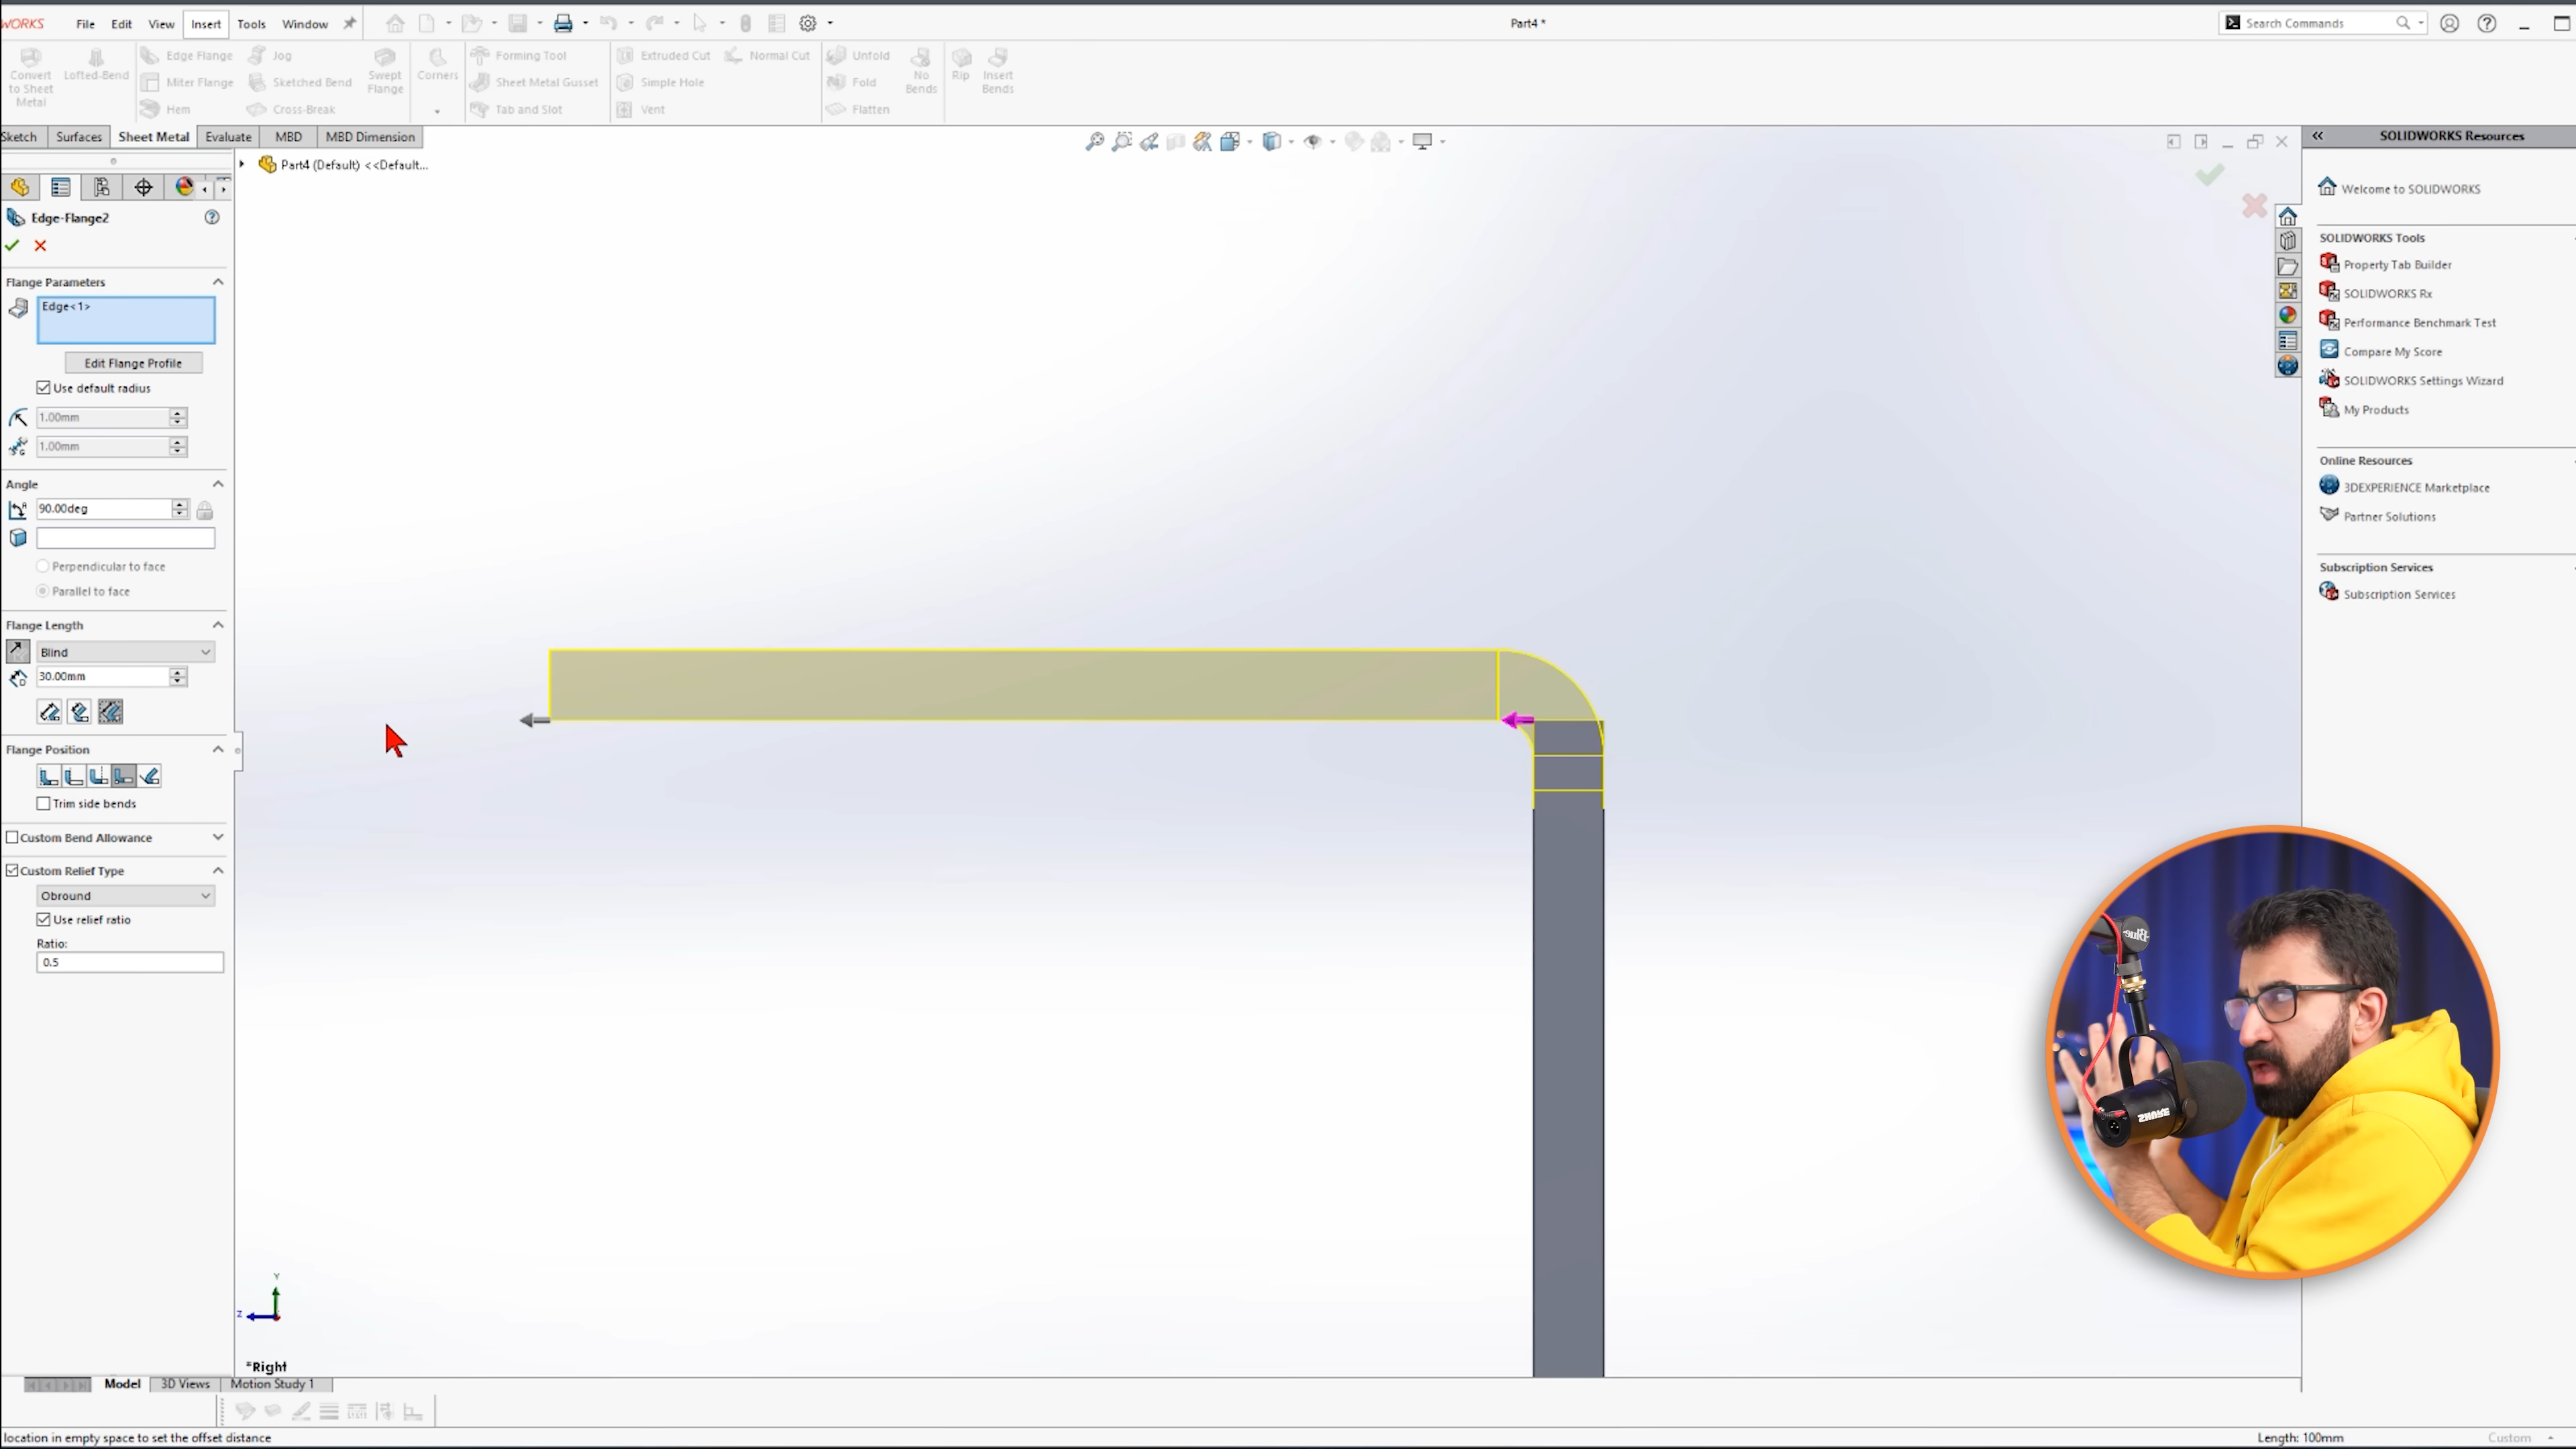 WORKS File Edit View Insert Tools Window Part4 * Search Commands
Convert to Sheet Metal
Lofted-Bend
Edge Flange
Miter Flange
Hem
Jog
Sketched Bend
Cross-Break
Swept Flange
Corners
Forming Tool
Sheet Metal Gusset
Tab and Slot
Extruded Cut
Simple Hole
Vent
Normal Cut
Unfold
Fold
Flatten
No Bends
Rip
Insert Bends
Sketch Surfaces Sheet Metal Evaluate MBD MBD Dimension
Part4 (Default) <<Default...
Edge-Flange2
Flange Parameters
Edge<1>
Edit Flange Profile
Use default radius
1.00mm
1.00mm
Angle
90.00deg
Perpendicular to face
Parallel to face
Flange Length
Blind
30.00mm
Flange Position
Trim side bends
Custom Bend Allowance
Custom Relief Type
Obround
Use relief ratio
Ratio:
0.5
Y
Z
*Right
Model 3D Views Motion Study 1
location in empty space to set the offset distance
Length: 100mm Custom
SOLIDWORKS Resources
Welcome to SOLIDWORKS
SOLIDWORKS Tools
Property Tab Builder
SOLIDWORKS Rx
Performance Benchmark Test
Compare My Score
SOLIDWORKS Settings Wizard
My Products
Online Resources
3DEXPERIENCE Marketplace
Partner Solutions
Subscription Services
Subscription Services
Blue
SHURE